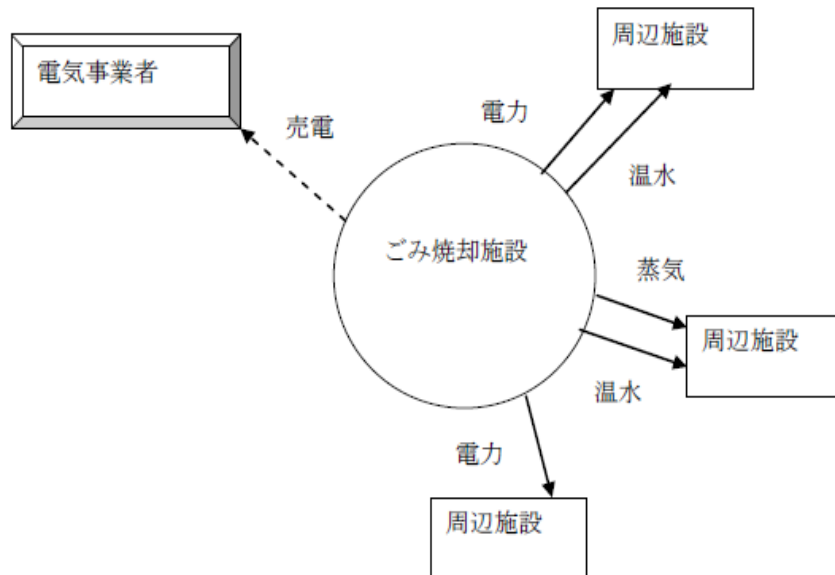 周辺施設
電気事業者
電力
売電
温水
ごみ焼却施設
蒸気
周辺施設
温水
電力
周辺施設